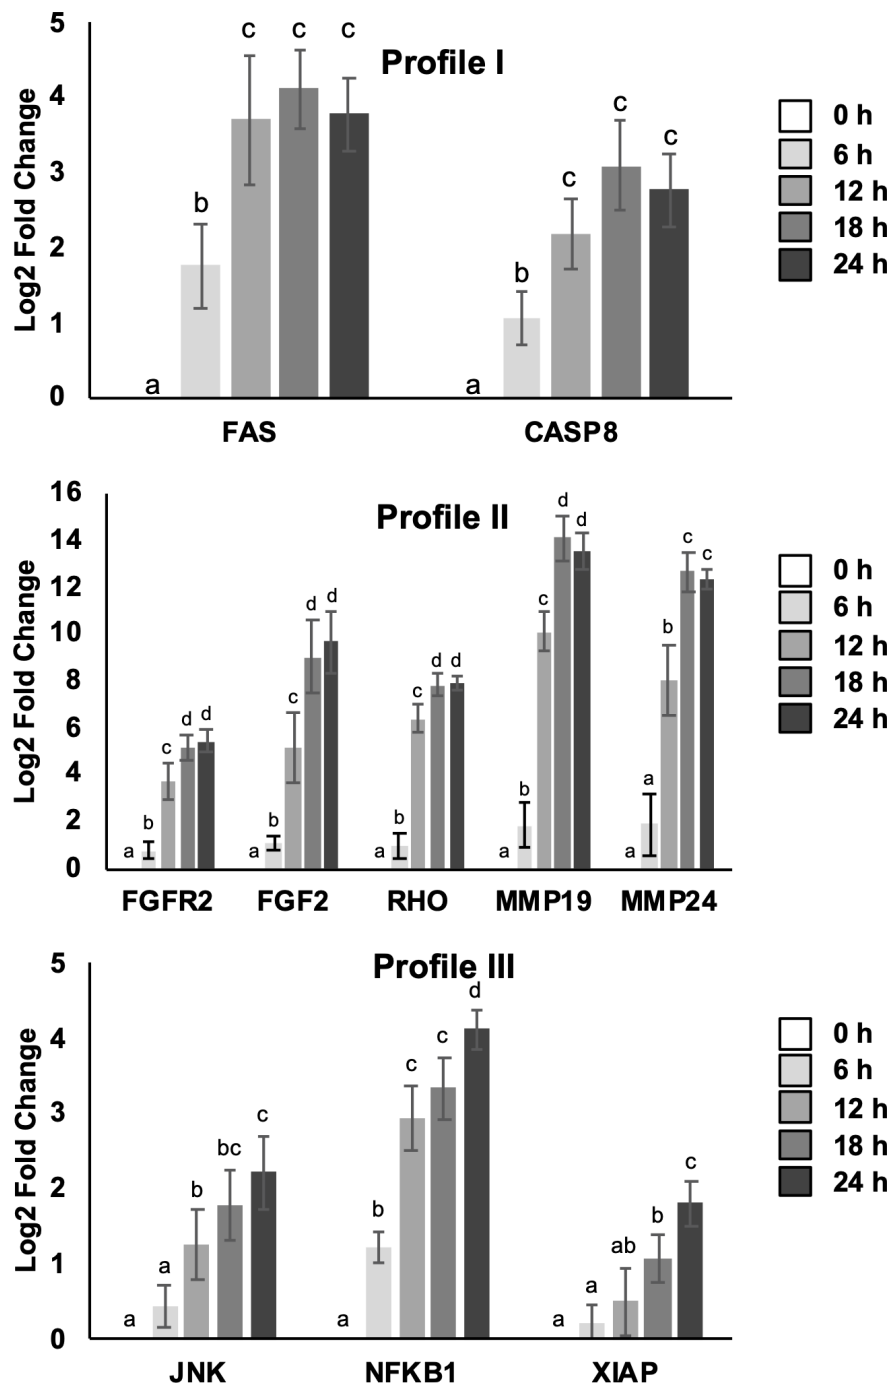 Profile I
Log2 Fold Change
5
4
3
2
1
0
a b c c c
a b c c c
FAS CASP8
0 h
6 h
12 h
18 h
24 h
Profile II
Log2 Fold Change
16
14
12
10
8
6
4
2
0
a b c d d
a b c d d
a b c d d
a b c d d
a a b c c
FGFR2 FGF2 RHO MMP19 MMP24
0 h
6 h
12 h
18 h
24 h
Profile III
Log2 Fold Change
5
4
3
2
1
0
a a b bc c
a b c c d
a a ab b c
JNK NFKB1 XIAP
0 h
6 h
12 h
18 h
24 h